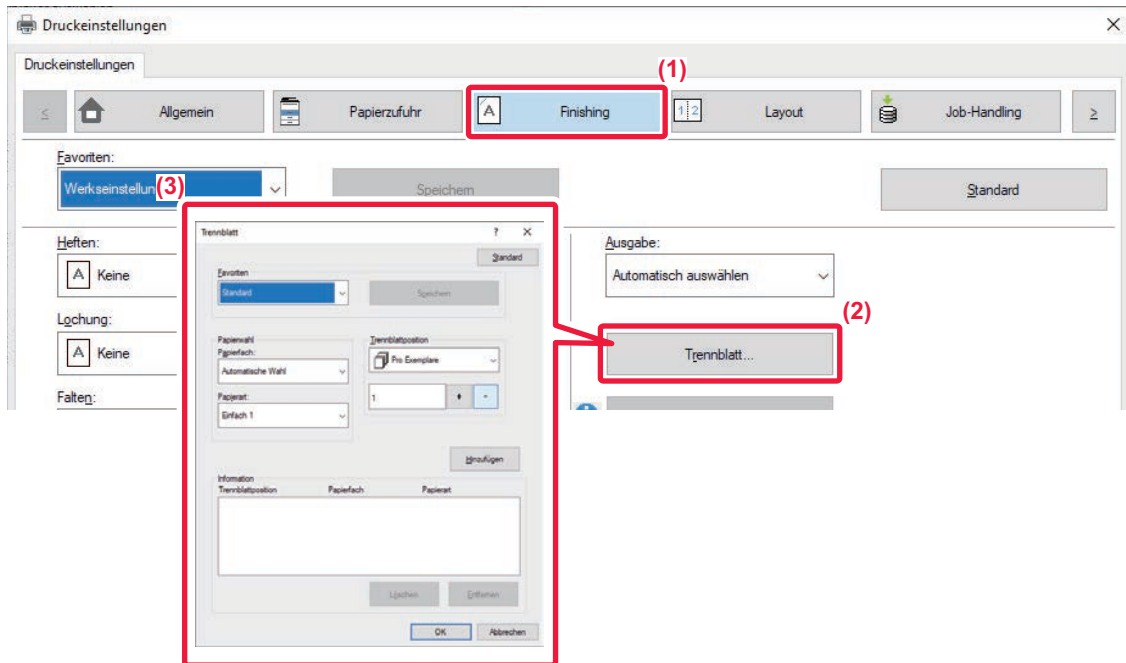 Druckeinstellungen
Druckeinstellungen
(1)
Allgemein
Papierzufuhr
Finishing
Layout
Job-Handling
Favoriten:
Werkseinstellun
(3)
Speichern
Standard
Heften:
Keine
Lochung:
Keine
Falten:
Ausgabe:
Automatisch auswählen
(2)
Trennblatt...
Trennblatt
Standard
Favoriten
Standard
Speichern
Papierwahl
Papierfach:
Automatische Wahl
Papierart:
Einfach 1
Trennblattposition
Pro Exemplare
1
+
-
Hinzufügen
Information
Trennblattposition Papierfach Papierart
Löschen
Entfernen
OK
Abbrechen